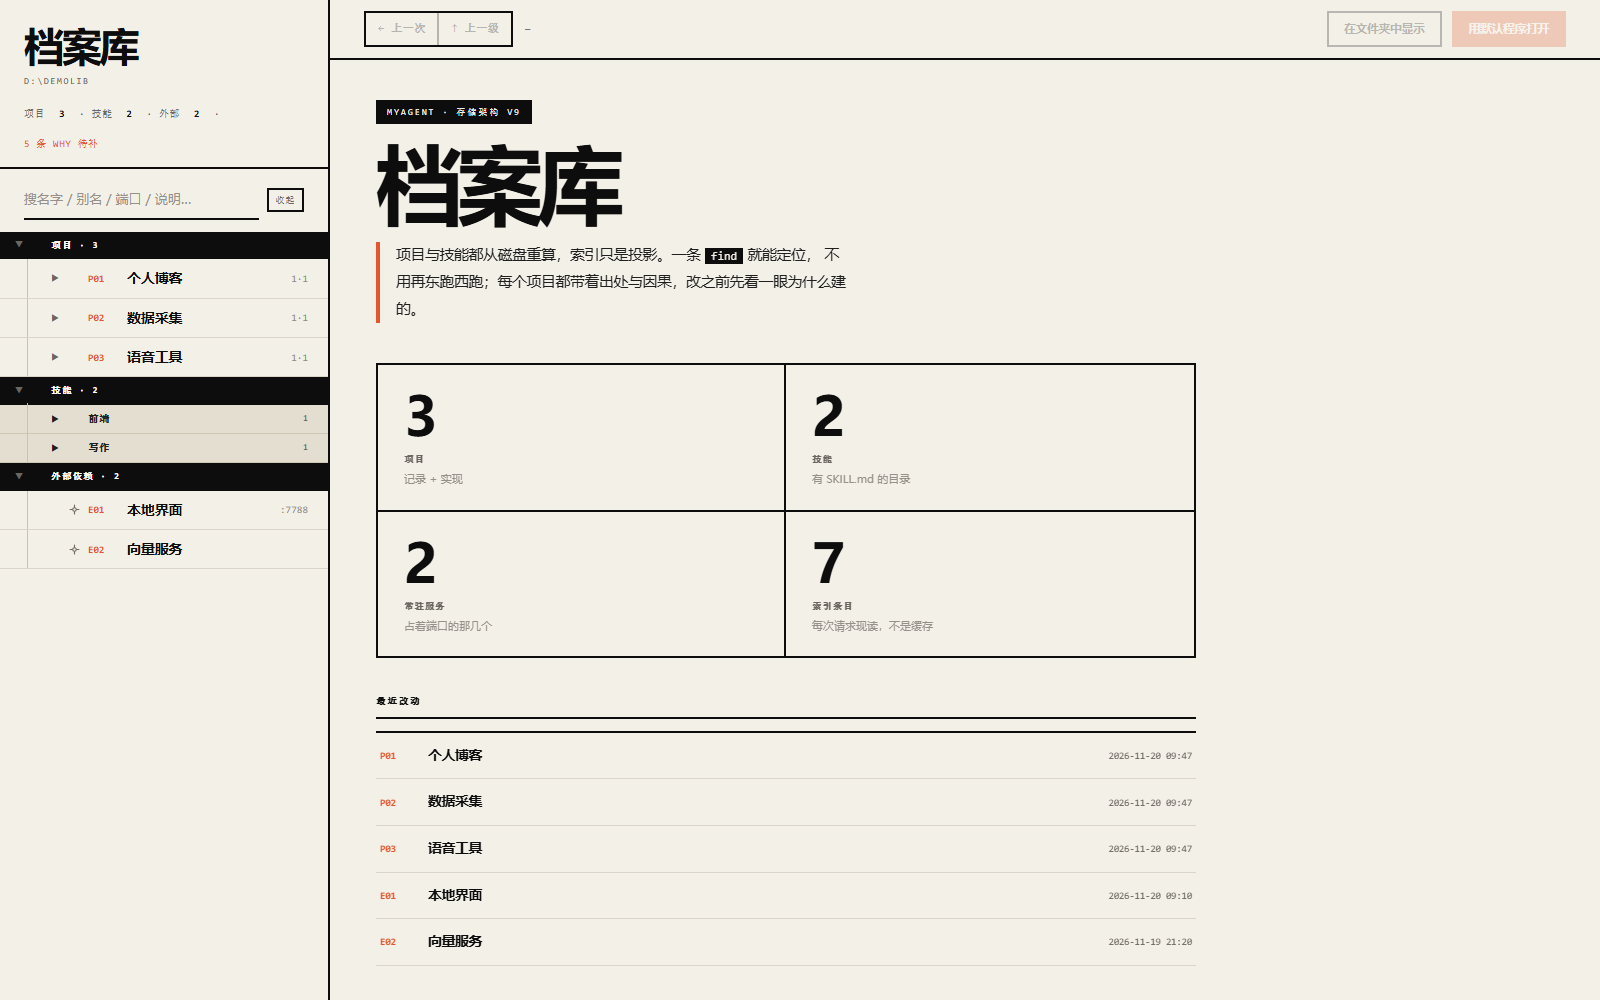 档案库
D:\DEMOLIB
项目 3 · 技能 2 · 外部 2 ·
5 条 WHY 待补
搜名字 / 别名 / 端口 / 说明...
收起
项目 · 3
P01 个人博客 1·1
P02 数据采集 1·1
P03 语音工具 1·1
技能 · 2
前端 1
写作 1
外部依赖 · 2
E01 本地界面 :7788
E02 向量服务
← 上一次
↑ 上一级
—
在文件夹中显示
用默认程序打开
MYAGENT · 存储架构 V9
档案库
项目与技能都从磁盘重算，索引只是投影。一条 find 就能定位， 不
用再东跑西跑；每个项目都带着出处与因果，改之前先看一眼为什么建
的。
3
项目
记录 + 实现
2
技能
有 SKILL.md 的目录
2
常驻服务
占着端口的那几个
7
索引条目
每次请求现读，不是缓存
最近改动
P01 个人博客 2026-11-20 09:47
P02 数据采集 2026-11-20 09:47
P03 语音工具 2026-11-20 09:47
E01 本地界面 2026-11-20 09:10
E02 向量服务 2026-11-19 21:20